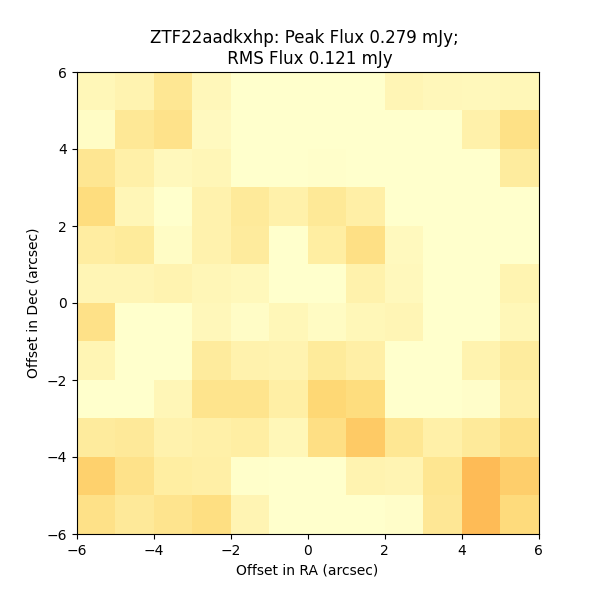 ZTF22aadkxhp: Peak Flux 0.279 mJy;
RMS Flux 0.121 mJy
6
4
2
0
−2
−4
−6
Offset in Dec (arcsec)
−6 −4 −2 0 2 4 6
Offset in RA (arcsec)